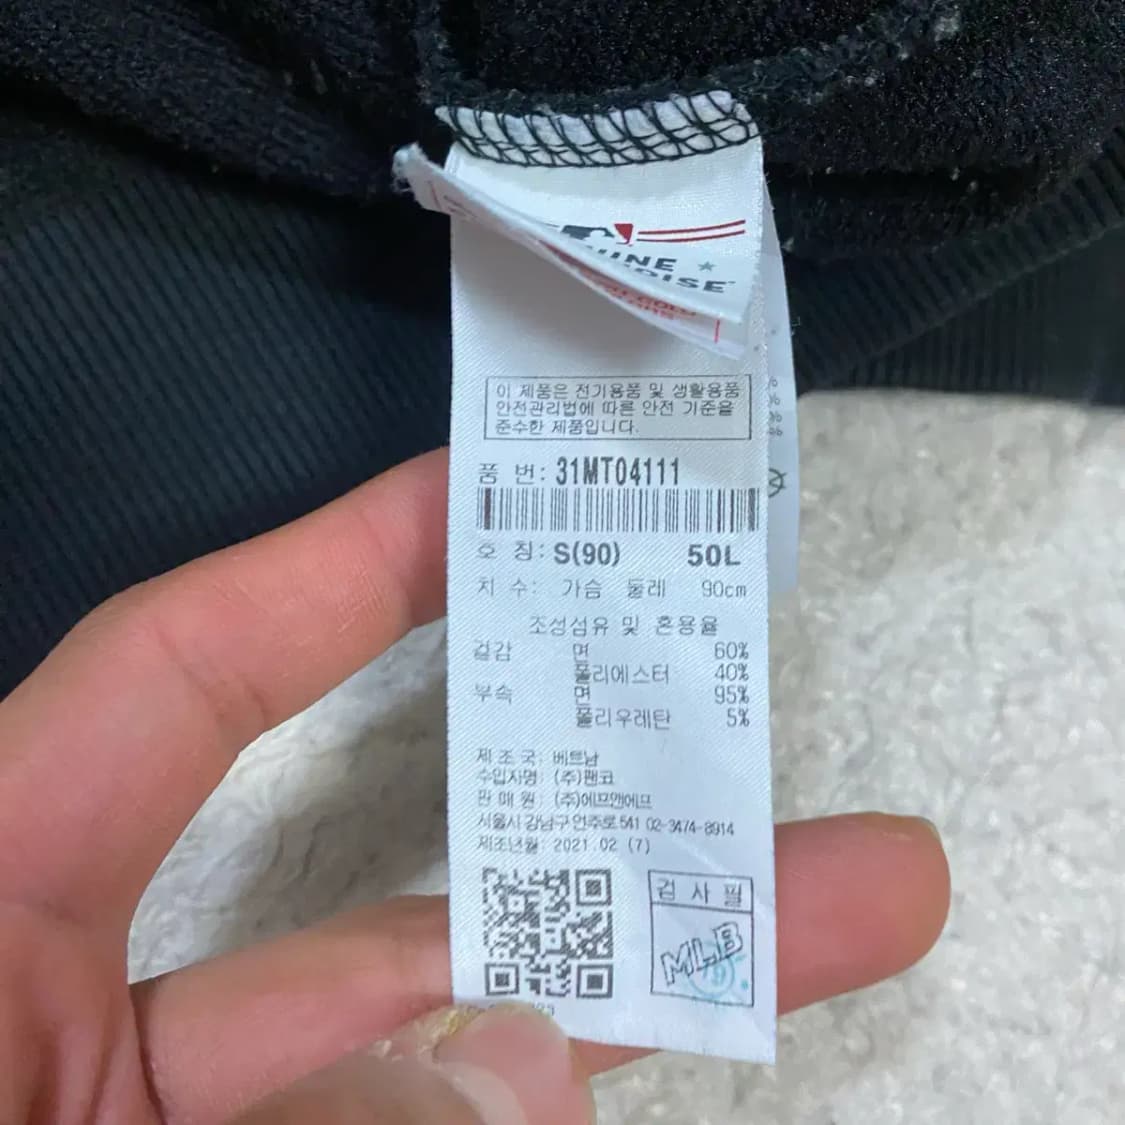 이 제품은 전기용품 및 생활용품
안전관리법에 따른 안전 기준을
준수한 제품입니다.
품 번: 31MT04111
호 칭: S(90) 50L
치 수: 가슴 둘레 90cm
조성섬유 및 혼용율
겉감 면 60%
폴리에스터 40%
부속 면 95%
폴리우레탄 5%
제 조 국: 베트남
수입자명: (주)팬코
판 매 원: (주)에프앤에프
서울시 강남구 언주로 541 02-3474-8914
제조년월: 2021.02 (7)
검 사 필
MLB